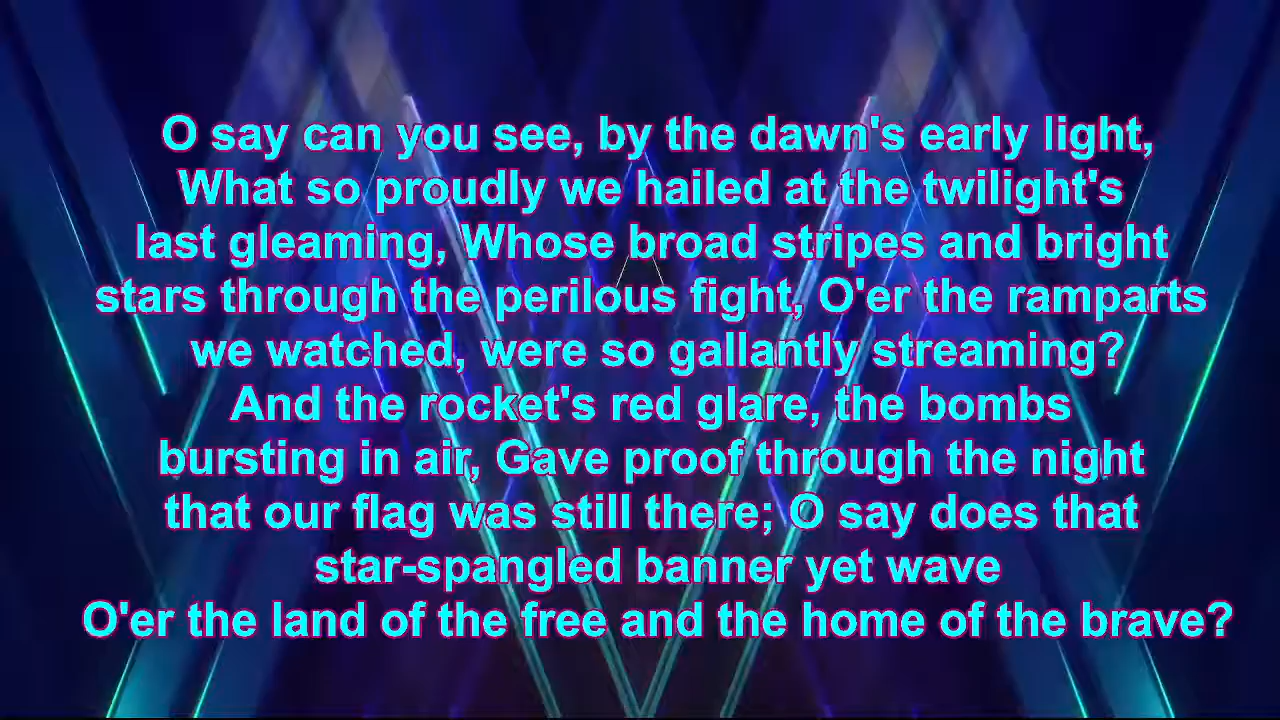 O say can you see, by the dawn's early light,
What so proudly we hailed at the twilight's
last gleaming, Whose broad stripes and bright
stars through the perilous fight, O'er the ramparts
we watched, were so gallantly streaming?
And the rocket's red glare, the bombs
bursting in air, Gave proof through the night
that our flag was still there; O say does that
star-spangled banner yet wave
O'er the land of the free and the home of the brave?